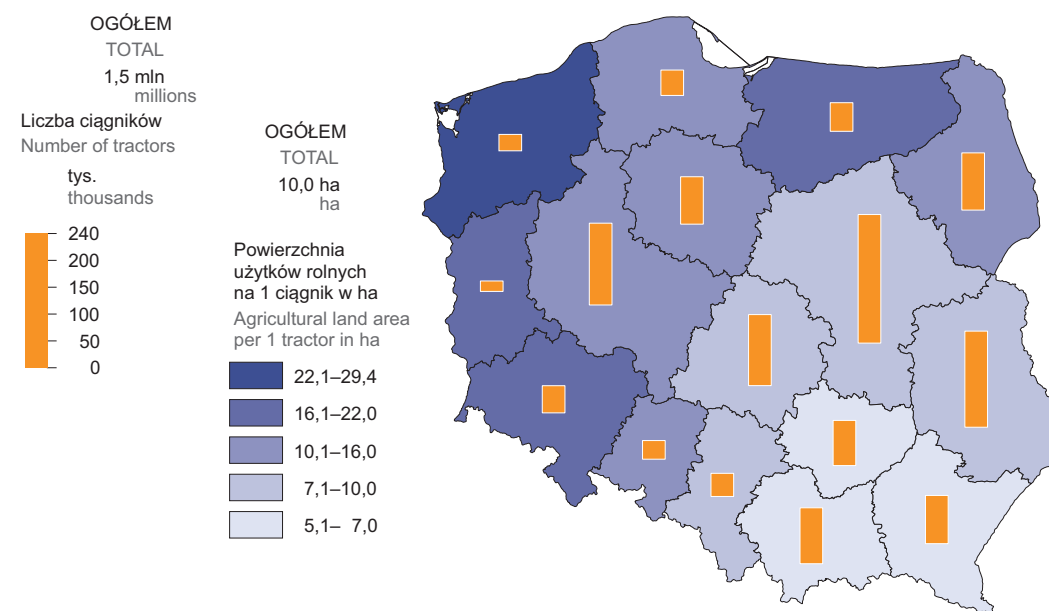 OGÓŁEM
TOTAL
1,5 mln
millions
Liczba ciągników
Number of tractors
tys.
thousands
240
200
150
100
50
0
OGÓŁEM
TOTAL
10,0 ha
ha
Powierzchnia
użytków rolnych
na 1 ciągnik w ha
Agricultural land area
per 1 tractor in ha
22,1–29,4
16,1–22,0
10,1–16,0
7,1–10,0
5,1– 7,0